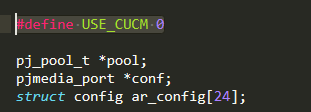 #define USE_CUCM 0
pj_pool_t *pool;
pjmedia_port *conf;
struct config ar_config[24];